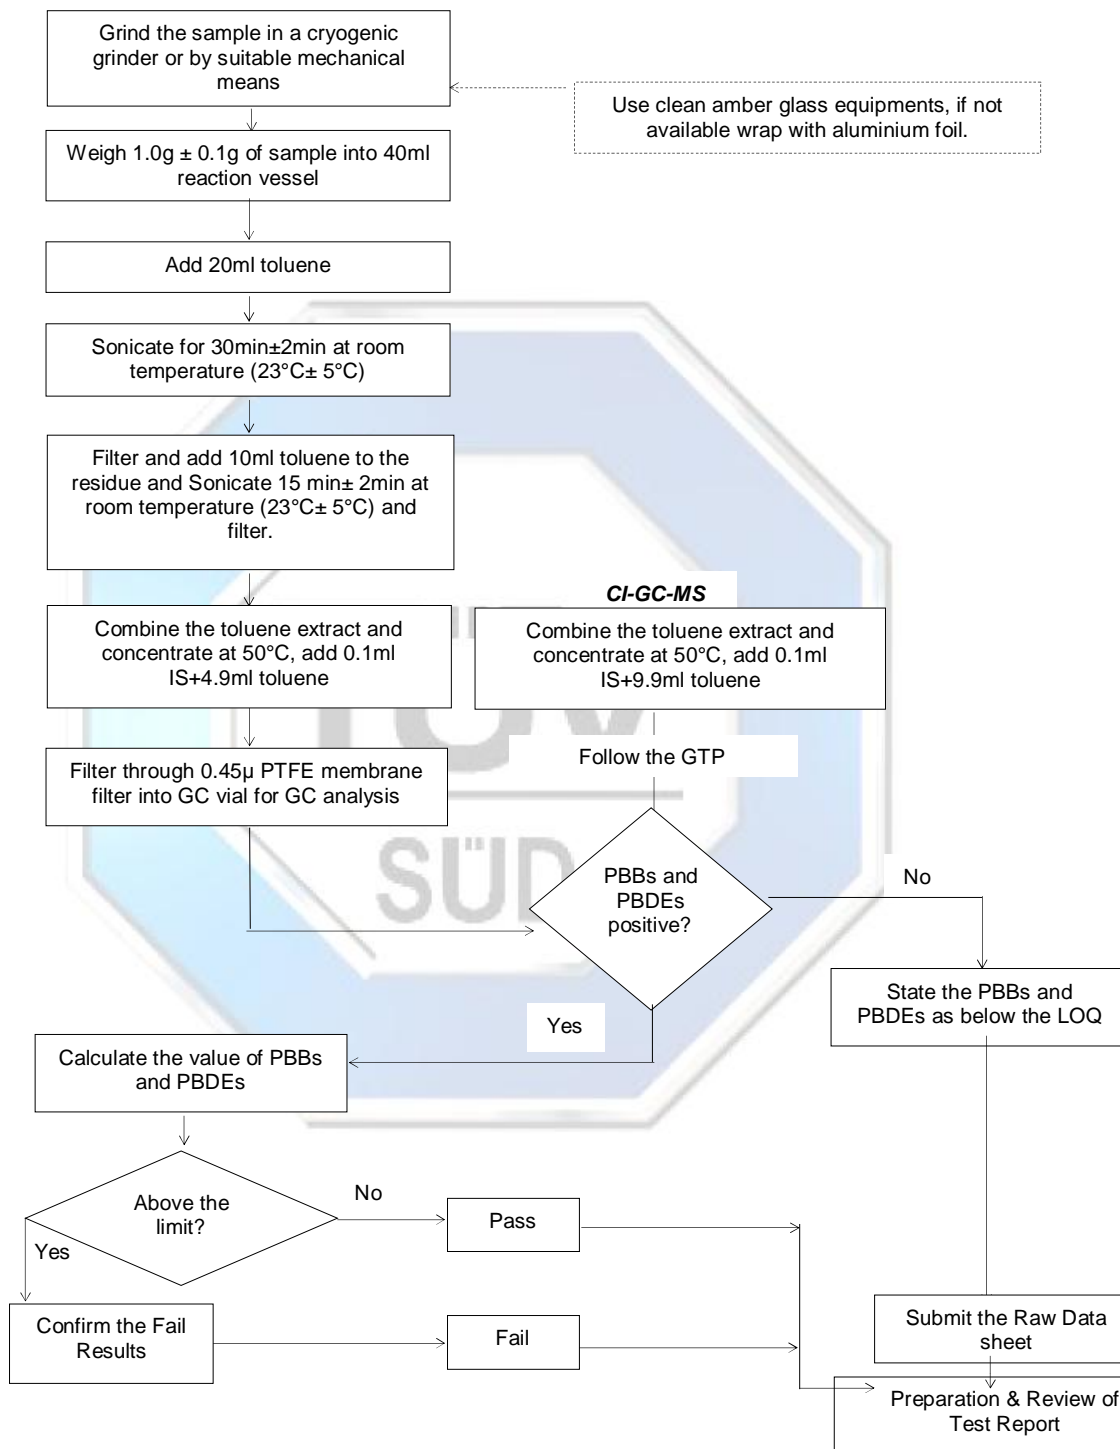 Grind the sample in a cryogenic
grinder or by suitable mechanical
means
Use clean amber glass equipments, if not
available wrap with aluminium foil.
Weigh 1.0g ± 0.1g of sample into 40ml
reaction vessel
Add 20ml toluene
Sonicate for 30min±2min at room
temperature (23°C± 5°C)
Filter and add 10ml toluene to the
residue and Sonicate 15 min± 2min at
room temperature (23°C± 5°C) and
filter.
CI-GC-MS
Combine the toluene extract and
concentrate at 50°C, add 0.1ml
IS+4.9ml toluene
Combine the toluene extract and
concentrate at 50°C, add 0.1ml
IS+9.9ml toluene
Follow the GTP
Filter through 0.45µ PTFE membrane
filter into GC vial for GC analysis
SÜD
PBBs and
PBDEs
positive?
No
State the PBBs and
PBDEs as below the LOQ
Yes
Calculate the value of PBBs
and PBDEs
Above the
limit?
No
Pass
Yes
Confirm the Fail
Results
Fail
Submit the Raw Data
sheet
Preparation & Review of
Test Report